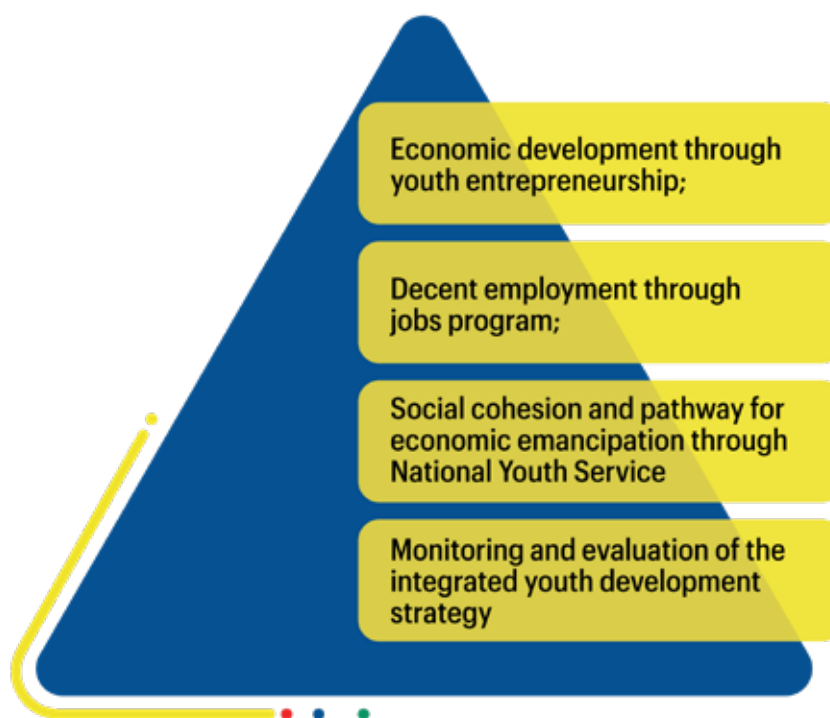 Economic development through
youth entrepreneurship;
Decent employment through
jobs program;
Social cohesion and pathway for
economic emancipation through
National Youth Service
Monitoring and evaluation of the
integrated youth development
strategy